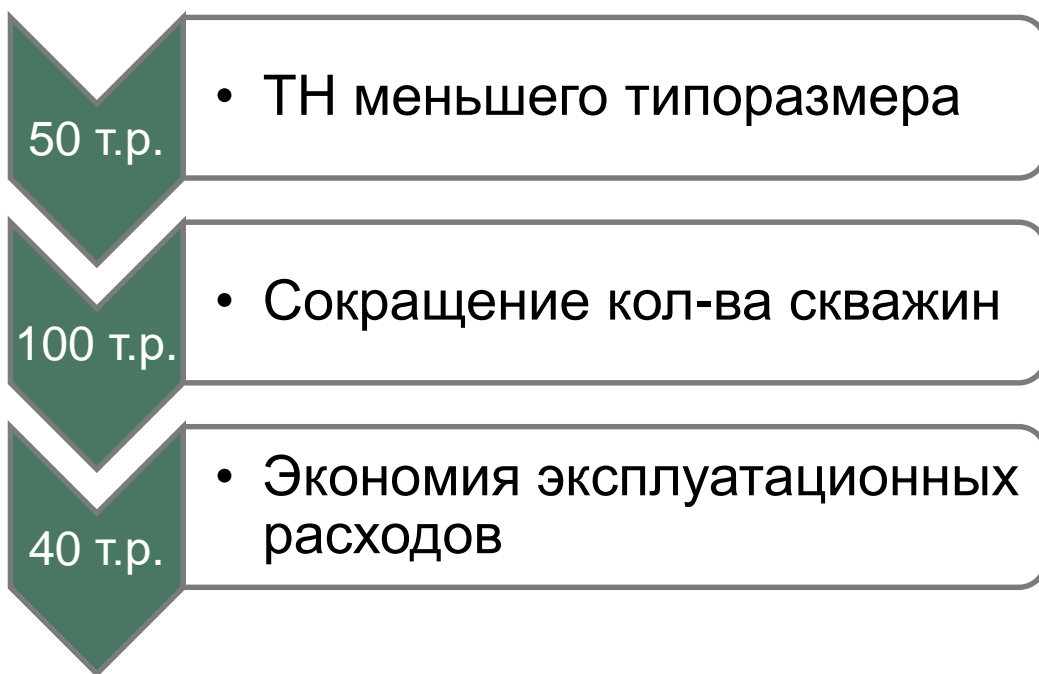 50 т.р.
• ТН меньшего типоразмера
100 т.р.
• Сокращение кол-ва скважин
40 т.р.
• Экономия эксплуатационных
расходов